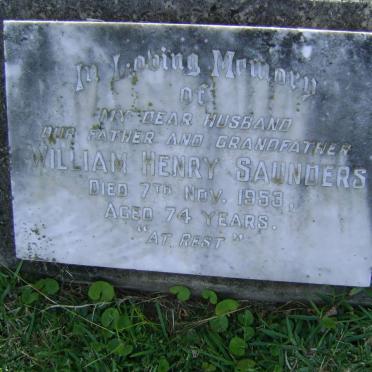 In Loving Memory
of
MY DEAR HUSBAND
OUR FATHER AND GRANDFATHER
WILLIAM HENRY SAUNDERS
DIED 7TH NOV. 1953,
AGED 74 YEARS.
"AT REST"